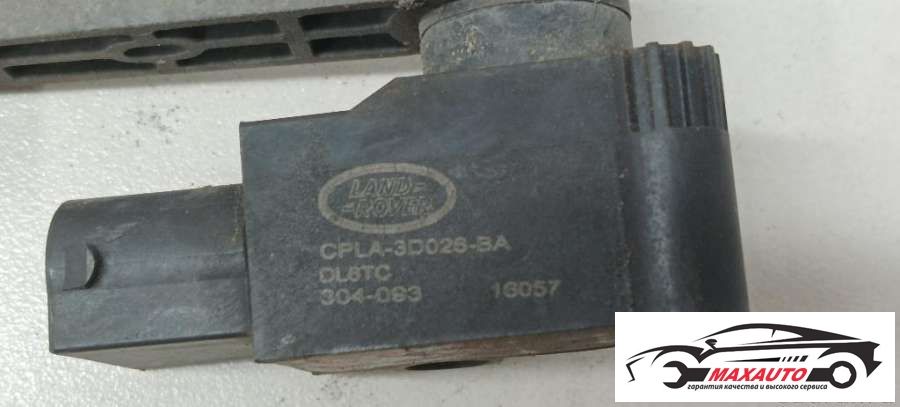 LAND-
-ROVER
CPLA-3D026-BA
DL8TC
304-093 16057
MAXAUTO
гарантия качества и высокого сервиса